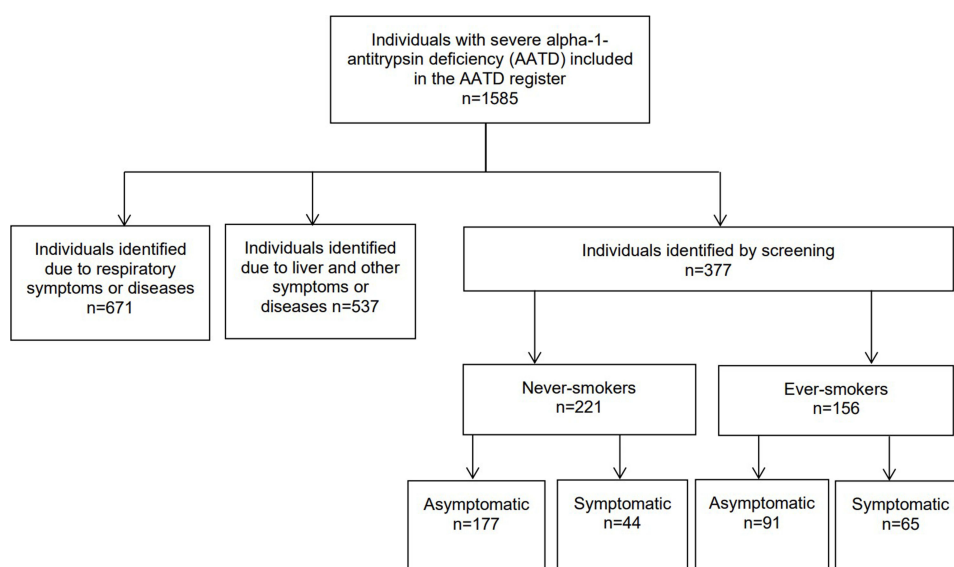 Individuals with severe alpha-1-
antitrypsin deficiency (AATD) included
in the AATD register
n=1585
Individuals identified
due to respiratory
symptoms or diseases
n=671
Individuals identified
due to liver and other
symptoms or
diseases n=537
Individuals identified by screening
n=377
Never-smokers
n=221
Ever-smokers
n=156
Asymptomatic
n=177
Symptomatic
n=44
Asymptomatic
n=91
Symptomatic
n=65